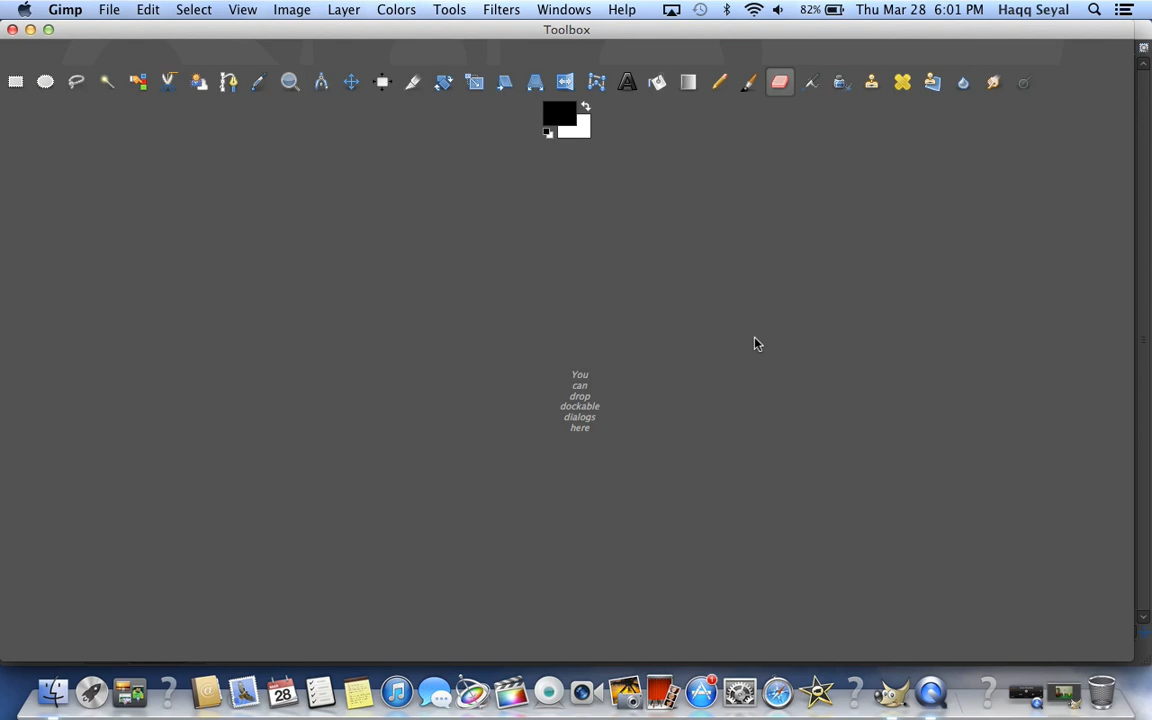 Gimp File Edit Select View Image Layer Colors Tools Filters Windows Help 82% Thu Mar 28 6:01 PM Haqq Seyal
Toolbox
You
can
drop
dockable
dialogs
here
28
1